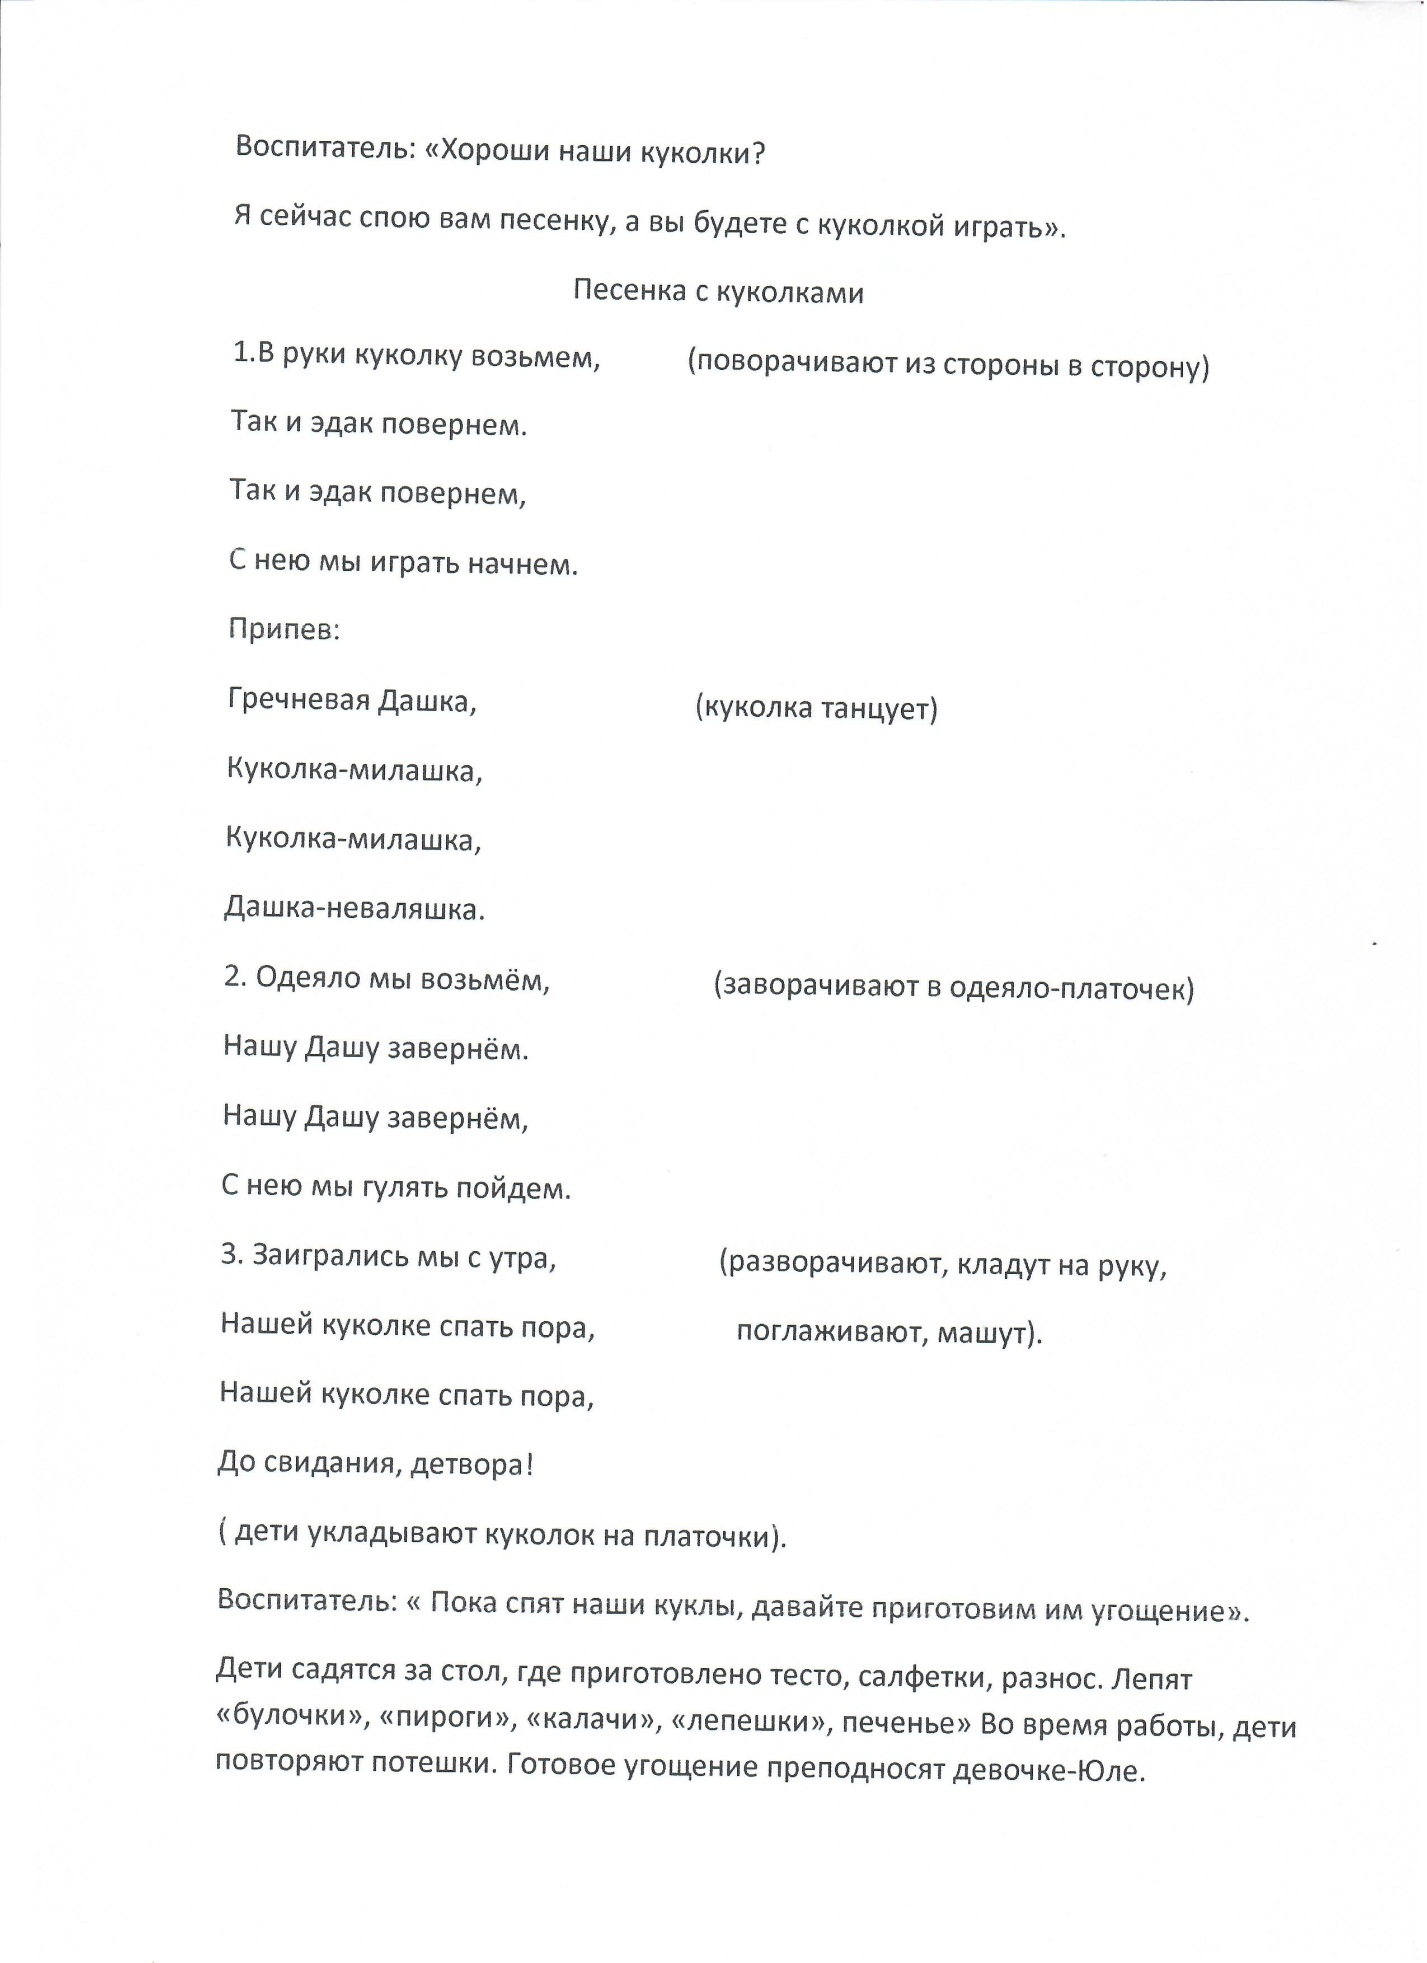 Воспитатель: «Хороши наши куколки?
Я сейчас спою вам песенку, а вы будете с куколкой играть».
Песенка с куколками
1.В руки куколку возьмем, (поворачивают из стороны в сторону)
Так и эдак повернем.
Так и эдак повернем,
С нею мы играть начнем.
Припев:
Гречневая Дашка, (куколка танцует)
Куколка-милашка,
Куколка-милашка,
Дашка-неваляшка.
2. Одеяло мы возьмём, (заворачивают в одеяло-платочек)
Нашу Дашу завернём.
Нашу Дашу завернём,
С нею мы гулять пойдем.
3. Заигрались мы с утра, (разворачивают, кладут на руку,
Нашей куколке спать пора, поглаживают, машут).
Нашей куколке спать пора,
До свидания, детвора!
( дети укладывают куколок на платочки).
Воспитатель: « Пока спят наши куклы, давайте приготовим им угощение».
Дети садятся за стол, где приготовлено тесто, салфетки, разнос. Лепят
«булочки», «пироги», «калачи», «лепешки», печенье» Во время работы, дети
повторяют потешки. Готовое угощение преподносят девочке-Юле.